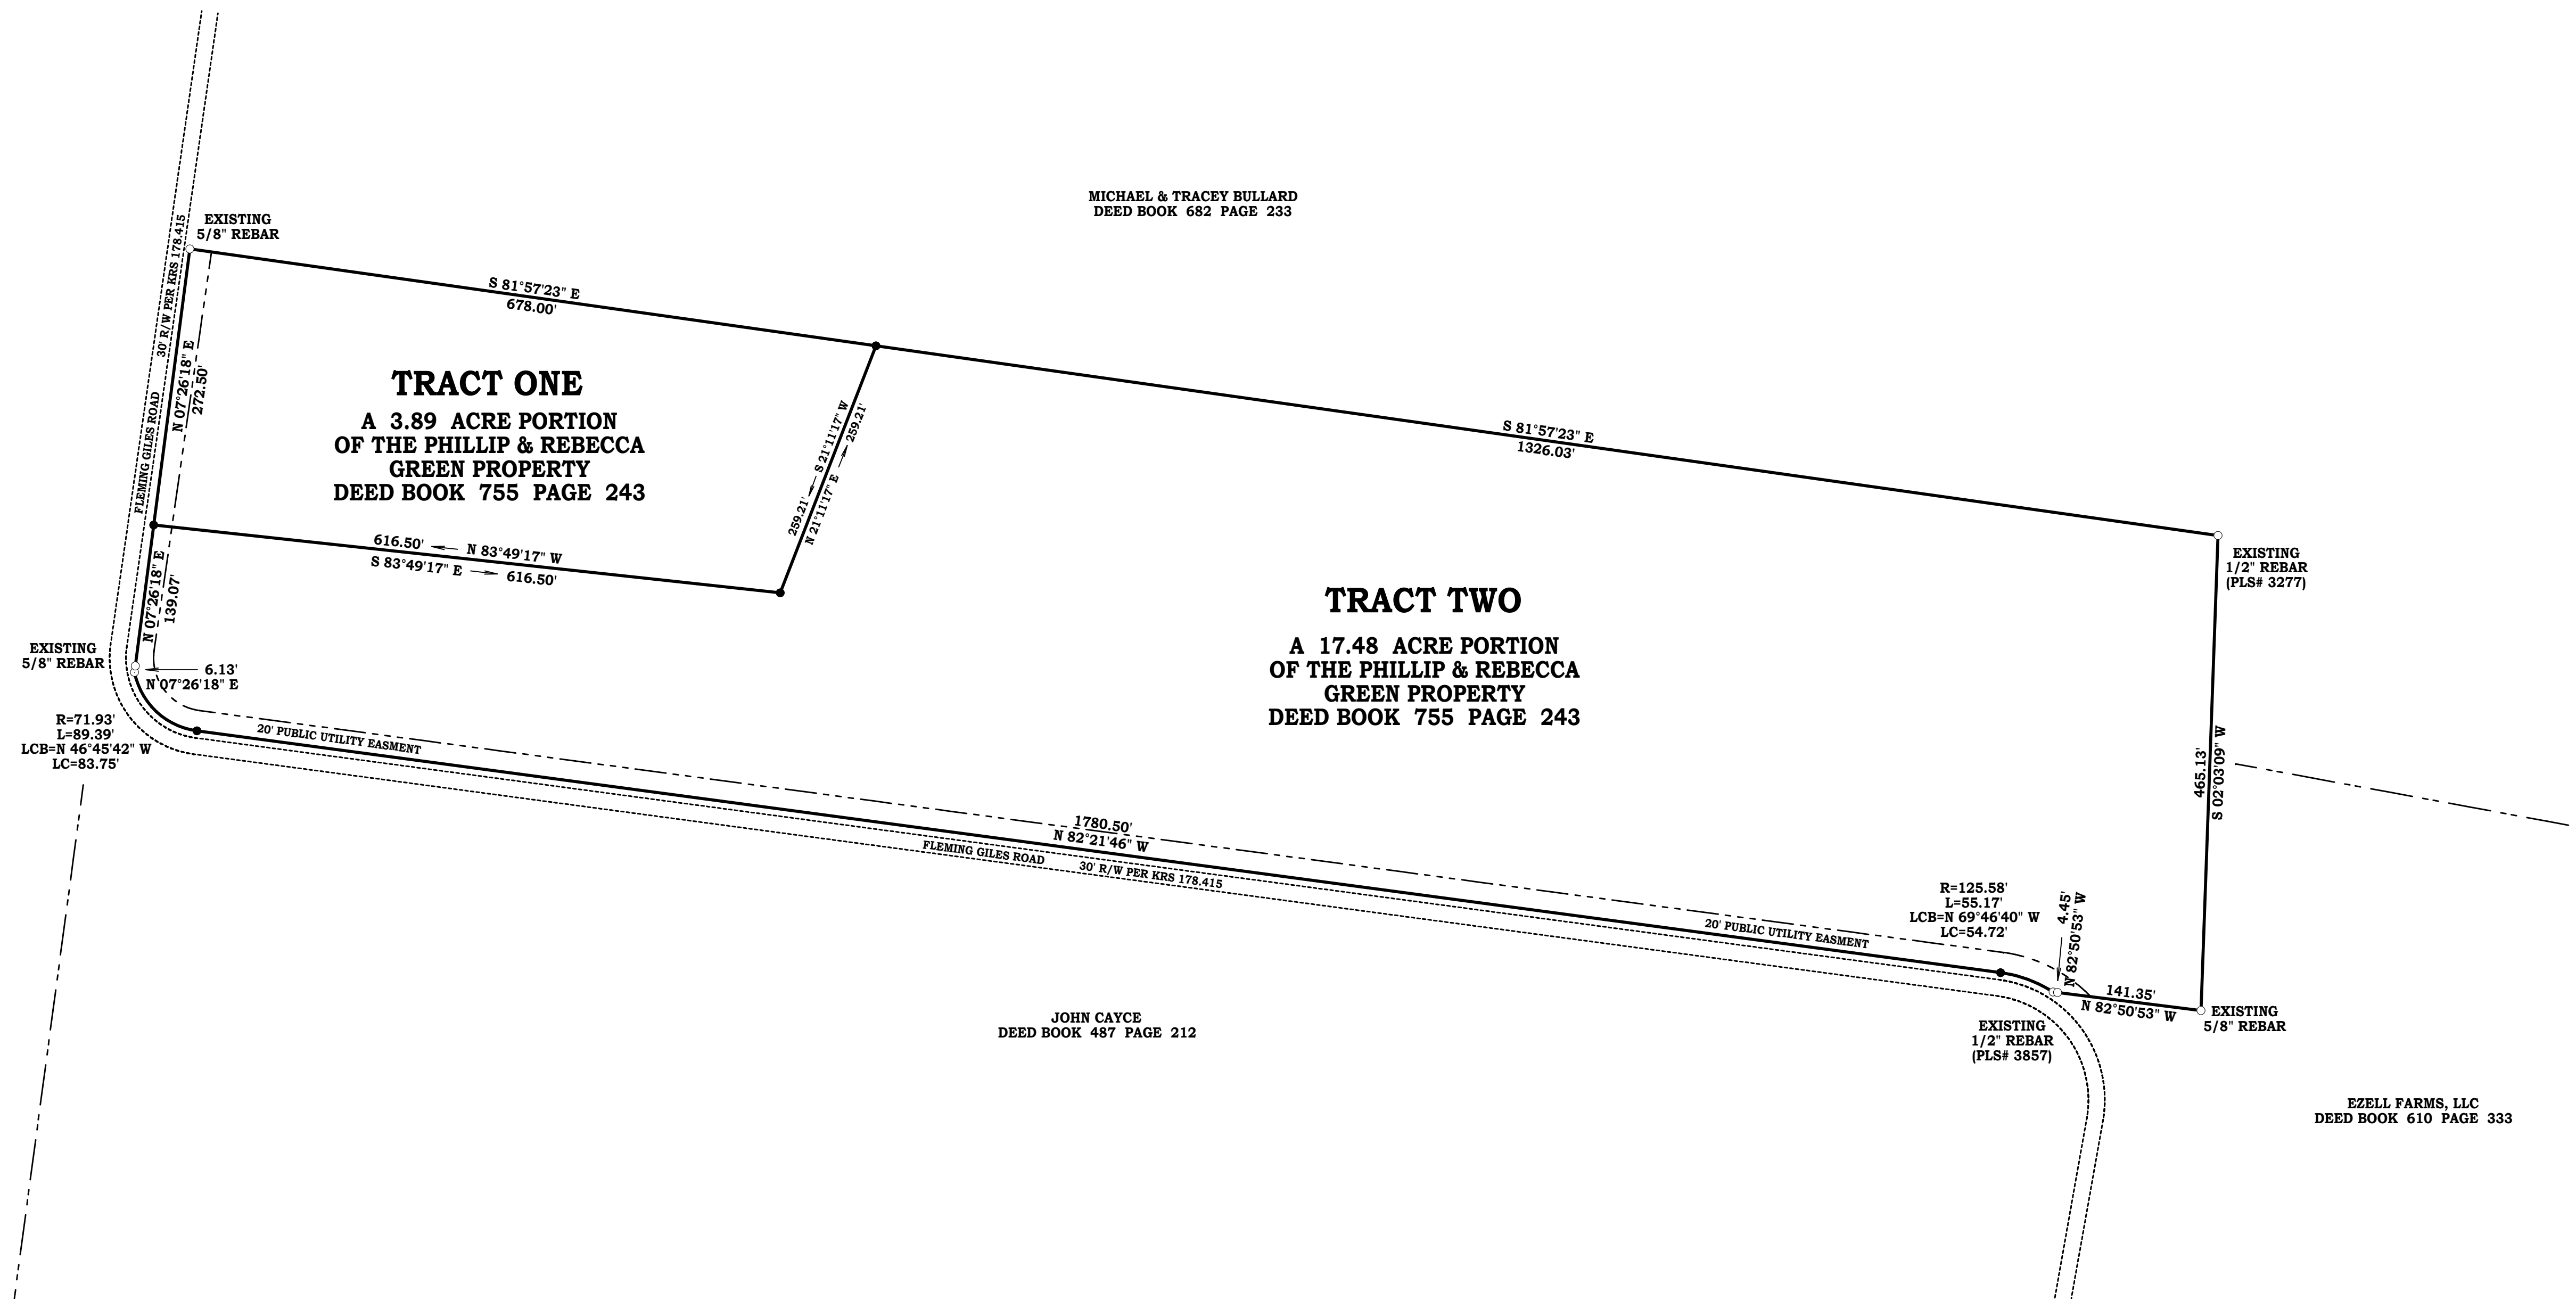 MICHAEL & TRACEY BULLARD
DEED BOOK 682 PAGE 233
EXISTING
5/8" REBAR
30' R/W PER KRS 178.415
FLEMING GILES ROAD
S 81°57'23" E
678.00'
N 07°26'18" E
272.50'
TRACT ONE
A 3.89 ACRE PORTION
OF THE PHILLIP & REBECCA
GREEN PROPERTY
DEED BOOK 755 PAGE 243
259.21' S 21°11'17" W
N 21°11'17" E 259.21'
S 81°57'23" E
1326.03'
616.50' N 83°49'17" W
S 83°49'17" E 616.50'
EXISTING
1/2" REBAR
(PLS# 3277)
TRACT TWO
A 17.48 ACRE PORTION
OF THE PHILLIP & REBECCA
GREEN PROPERTY
DEED BOOK 755 PAGE 243
N 07°26'18" E
139.07'
EXISTING
5/8" REBAR
6.13'
N 07°26'18" E
R=71.93'
L=89.39'
LCB=N 46°45'42" W
LC=83.75'
20' PUBLIC UTILITY EASMENT
465.13'
S 02°03'09" W
1780.50'
N 82°21'46" W
FLEMING GILES ROAD
30' R/W PER KRS 178.415
R=125.58'
L=55.17'
LCB=N 69°46'40" W
LC=54.72'
4.45'
N 82°50'53" W
20' PUBLIC UTILITY EASMENT
141.35'
N 82°50'53" W
EXISTING
5/8" REBAR
EXISTING
1/2" REBAR
(PLS# 3857)
JOHN CAYCE
DEED BOOK 487 PAGE 212
EZELL FARMS, LLC
DEED BOOK 610 PAGE 333